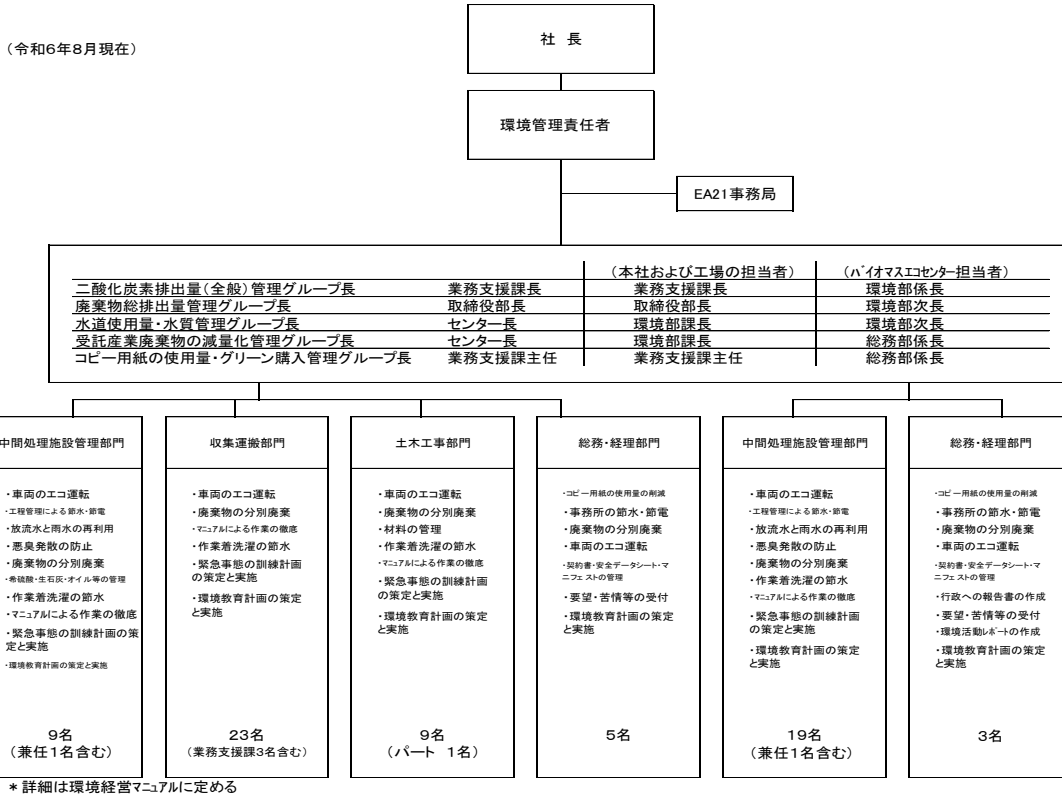 （令和6年8月現在）
社 長
環境管理責任者
EA21事務局
（本社および工場の担当者） （バイオマスエコセンター担当者）
二酸化炭素排出量（全般）管理グループ長 業務支援課長 業務支援課長 環境部係長
廃棄物総排出量管理グループ長 取締役部長 取締役部長 環境部次長
水道使用量・水質管理グループ長 センター長 環境部課長 環境部次長
受託産業廃棄物の減量化管理グループ長 センター長 環境部課長 総務部係長
コピー用紙の使用量・グリーン購入管理グループ長 業務支援課主任 業務支援課主任 総務部係長
中間処理施設管理部門
・車両のエコ運転
・工程管理による節水・節電
・放流水と雨水の再利用
・悪臭発散の防止
・廃棄物の分別廃棄
・希硫酸・生石灰・オイル等の管理
・作業着洗濯の節水
・マニュアルによる作業の徹底
・緊急事態の訓練計画の策
定と実施
・環境教育計画の策定と実施
9名
（兼任1名含む）
収集運搬部門
・車両のエコ運転
・廃棄物の分別廃棄
・マニュアルによる作業の徹底
・作業着洗濯の節水
・緊急事態の訓練計画
の策定と実施
・環境教育計画の策定
と実施
23名
（業務支援課3名含む）
土木工事部門
・車両のエコ運転
・廃棄物の分別廃棄
・材料の管理
・作業着洗濯の節水
・マニュアルによる作業の徹底
・緊急事態の訓練計画
の策定と実施
・環境教育計画の策定
と実施
9名
（パート 1名）
総務・経理部門
・コピー用紙の使用量の削減
・事務所の節水・節電
・廃棄物の分別廃棄
・車両のエコ運転
・契約書・安全データシート・マ
ニフェストの管理
・要望・苦情等の受付
・環境教育計画の策定
と実施
5名
中間処理施設管理部門
・車両のエコ運転
・工程管理による節水・節電
・放流水と雨水の再利用
・悪臭発散の防止
・廃棄物の分別廃棄
・作業着洗濯の節水
・マニュアルによる作業の徹底
・緊急事態の訓練計画
の策定と実施
・環境教育計画の策定
と実施
19名
（兼任1名含む）
総務・経理部門
・コピー用紙の使用量の削減
・事務所の節水・節電
・廃棄物の分別廃棄
・車両のエコ運転
・契約書・安全データシート・マ
ニフェストの管理
・行政への報告書の作成
・要望・苦情等の受付
・環境活動レポートの作成
・環境教育計画の策定
と実施
3名
＊詳細は環境経営マニュアルに定める